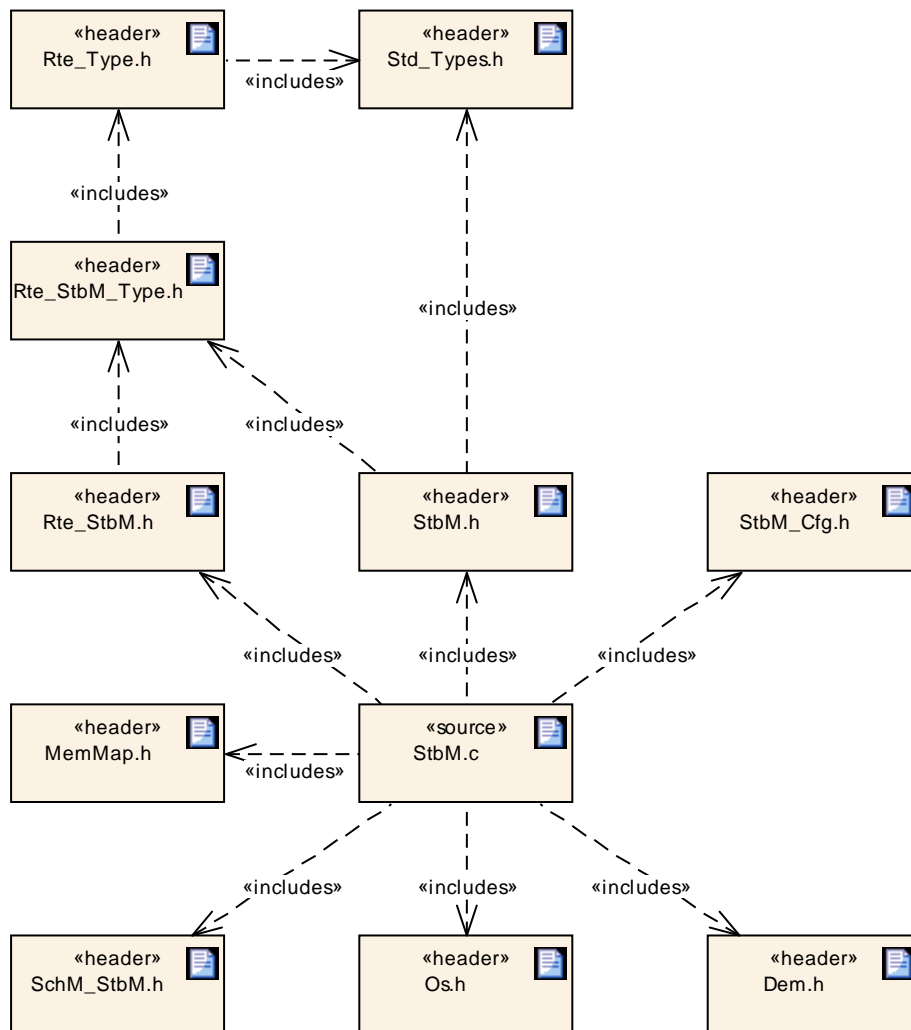 «header»
Rte_Type.h
«includes»
«header»
Std_Types.h
«includes»
«header»
Rte_StbM_Type.h
«includes»
«includes»
«includes»
«header»
Rte_StbM.h
«header»
StbM.h
«header»
StbM_Cfg.h
«includes»
«includes»
«includes»
«header»
MemMap.h
«includes»
«source»
StbM.c
«includes»
«includes»
«includes»
«header»
SchM_StbM.h
«header»
Os.h
«header»
Dem.h